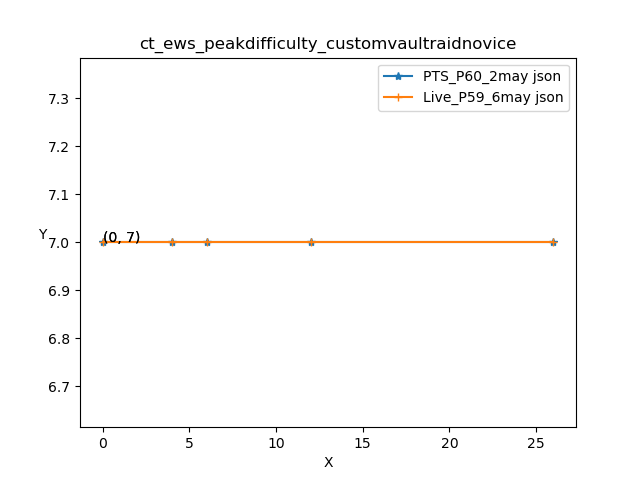 ct_ews_peakdifficulty_customvaultraidnovice
PTS_P60_2may json
Live_P59_6may json
7.3
7.2
7.1
Y
7.0
(0, 7)
6.9
6.8
6.7
0 5 10 15 20 25
X